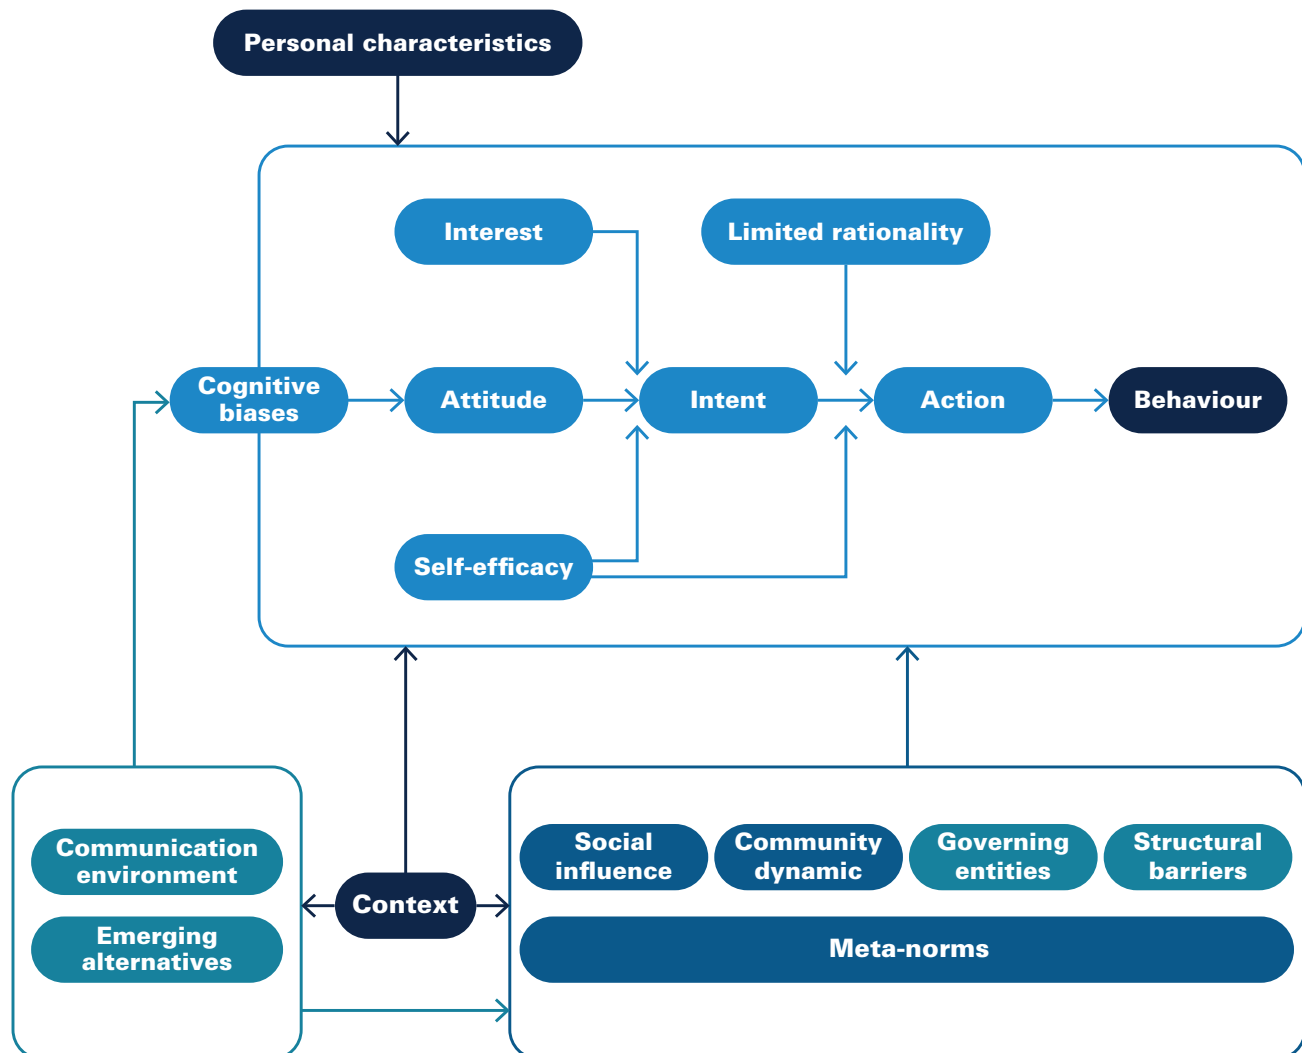 Personal characteristics
Interest
Limited rationality
Cognitive
biases
Attitude
Intent
Action
Behaviour
Self-efficacy
Communication
environment
Emerging
alternatives
Context
Social
influence
Community
dynamic
Governing
entities
Structural
barriers
Meta-norms